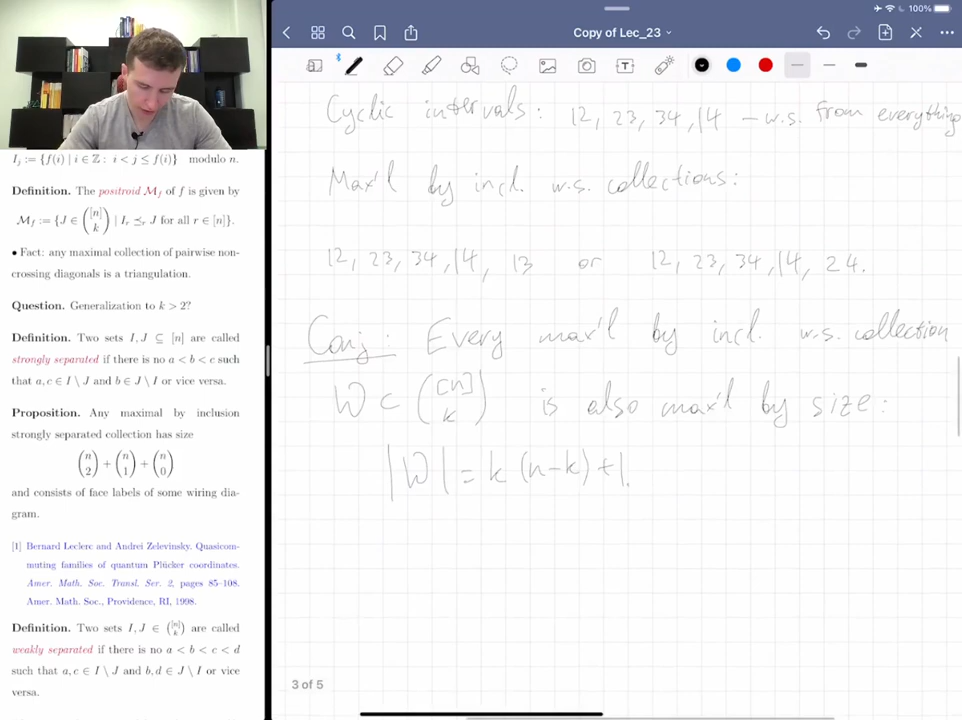 I_j := {f(i) | i ∈ ℤ : i < j ≤ f(i)} modulo n.
Definition. The positroid M_f of f is given by
M_f := {J ∈ ([n] k) | I_r ⪯_r J for all r ∈ [n]}.
• Fact: any maximal collection of pairwise non-
crossing diagonals is a triangulation.
Question. Generalization to k > 2?
Definition. Two sets I, J ⊆ [n] are called
strongly separated if there is no a < b < c such
that a, c ∈ I \ J and b ∈ J \ I or vice versa.
Proposition. Any maximal by inclusion
strongly separated collection has size
(n 2) + (n 1) + (n 0)
and consists of face labels of some wiring dia-
gram.
[1] Bernard Leclerc and Andrei Zelevinsky. Quasicom-
muting families of quantum Plücker coordinates.
Amer. Math. Soc. Transl. Ser. 2, pages 85–108.
Amer. Math. Soc., Providence, RI, 1998.
Definition. Two sets I, J ∈ ([n] k) are called
weakly separated if there is no a < b < c < d
such that a, c ∈ I \ J and b, d ∈ J \ I or vice
versa.
100%
Copy of Lec_23
Cyclic intervals: 12, 23, 34, 14 – w.s. from everything
Max'l by incl. w.s. collections:
12, 23, 34, 14, 13 or 12, 23, 34, 14, 24.
Conj: Every max'l by incl. w.s. collection
W ⊂ ([n] k) is also max'l by size:
|W| = k(n-k)+1.
3 of 5